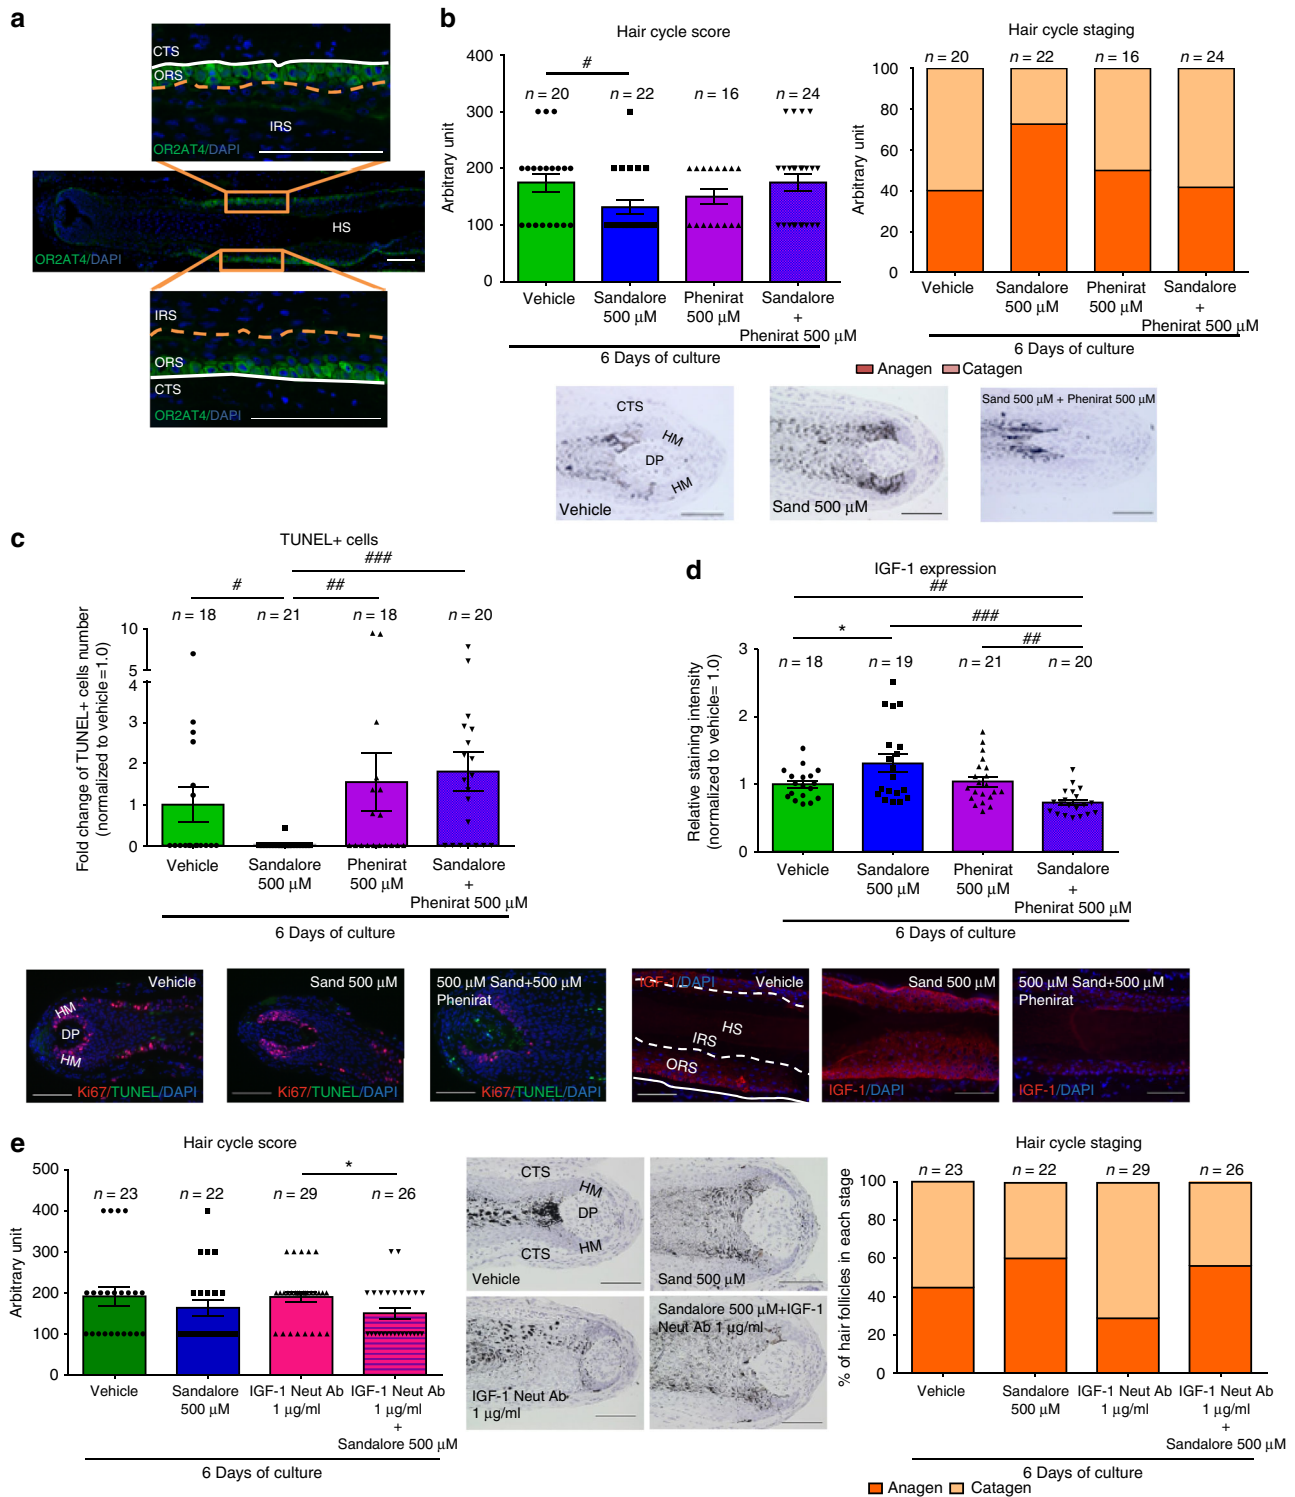 a
CTS
ORS
IRS
OR2AT4/DAPI
HS
OR2AT4/DAPI
IRS
ORS
CTS
OR2AT4/DAPI
b
Hair cycle score
#
n = 20
n = 22
n = 16
n = 24
Arbitrary unit
400
300
200
100
0
Vehicle
Sandalore
500 µM
Phenirat
500 µM
Sandalore
+
Phenirat 500 µM
6 Days of culture
Hair cycle staging
n = 20
n = 22
n = 16
n = 24
Arbitrary unit
100
80
60
40
20
0
Vehicle
Sandalore
500 µM
Phenirat
500 µM
Sandalore
+
Phenirat 500 µM
6 Days of culture
Anagen
Catagen
CTS
HM
DP
HM
Vehicle
Sand 500 µM
Sand 500 µM + Phenirat 500 µM
c
TUNEL+ cells
###
#
##
n = 18
n = 21
n = 18
n = 20
Fold change of TUNEL+ cells number
(normalized to vehicle=1.0)
10
5
4
3
2
1
0
Vehicle
Sandalore
500 µM
Phenirat
500 µM
Sandalore
+
Phenirat 500 µM
6 Days of culture
Vehicle
HM
DP
HM
Ki67/TUNEL/DAPI
Sand 500 µM
Ki67/TUNEL/DAPI
500 µM Sand+500 µM
Phenirat
Ki67/TUNEL/DAPI
d
IGF-1 expression
##
###
*
##
n = 18
n = 19
n = 21
n = 20
Relative staining intensity
(normalized to vehicle= 1.0)
3
2
1
0
Vehicle
Sandalore
500 µM
Phenirat
500 µM
Sandalore
+
Phenirat 500 µM
6 Days of culture
IGF-1/DAPI
Vehicle
HS
IRS
ORS
Sand 500 µM
IGF-1/DAPI
500 µM Sand+500 µM
Phenirat
IGF-1/DAPI
e
Hair cycle score
*
n = 23
n = 22
n = 29
n = 26
Arbitrary unit
500
400
300
200
100
0
Vehicle
Sandalore
500 µM
IGF-1 Neut Ab
1 µg/ml
IGF-1 Neut Ab
1 µg/ml
+
Sandalore 500 µM
6 Days of culture
CTS
HM
DP
HM
CTS
Vehicle
Sand 500 µM
IGF-1 Neut Ab
1 µg/ml
Sandalore 500 µM+IGF-1
Neut Ab 1 µg/ml
Hair cycle staging
n = 23
n = 22
n = 29
n = 26
% of hair follicles in each stage
100
80
60
40
20
0
Vehicle
Sandalore
500 µM
IGF-1 Neut Ab
1 µg/ml
IGF-1 Neut Ab
1 µg/ml
+
Sandalore 500 µM
6 Days of culture
Anagen
Catagen